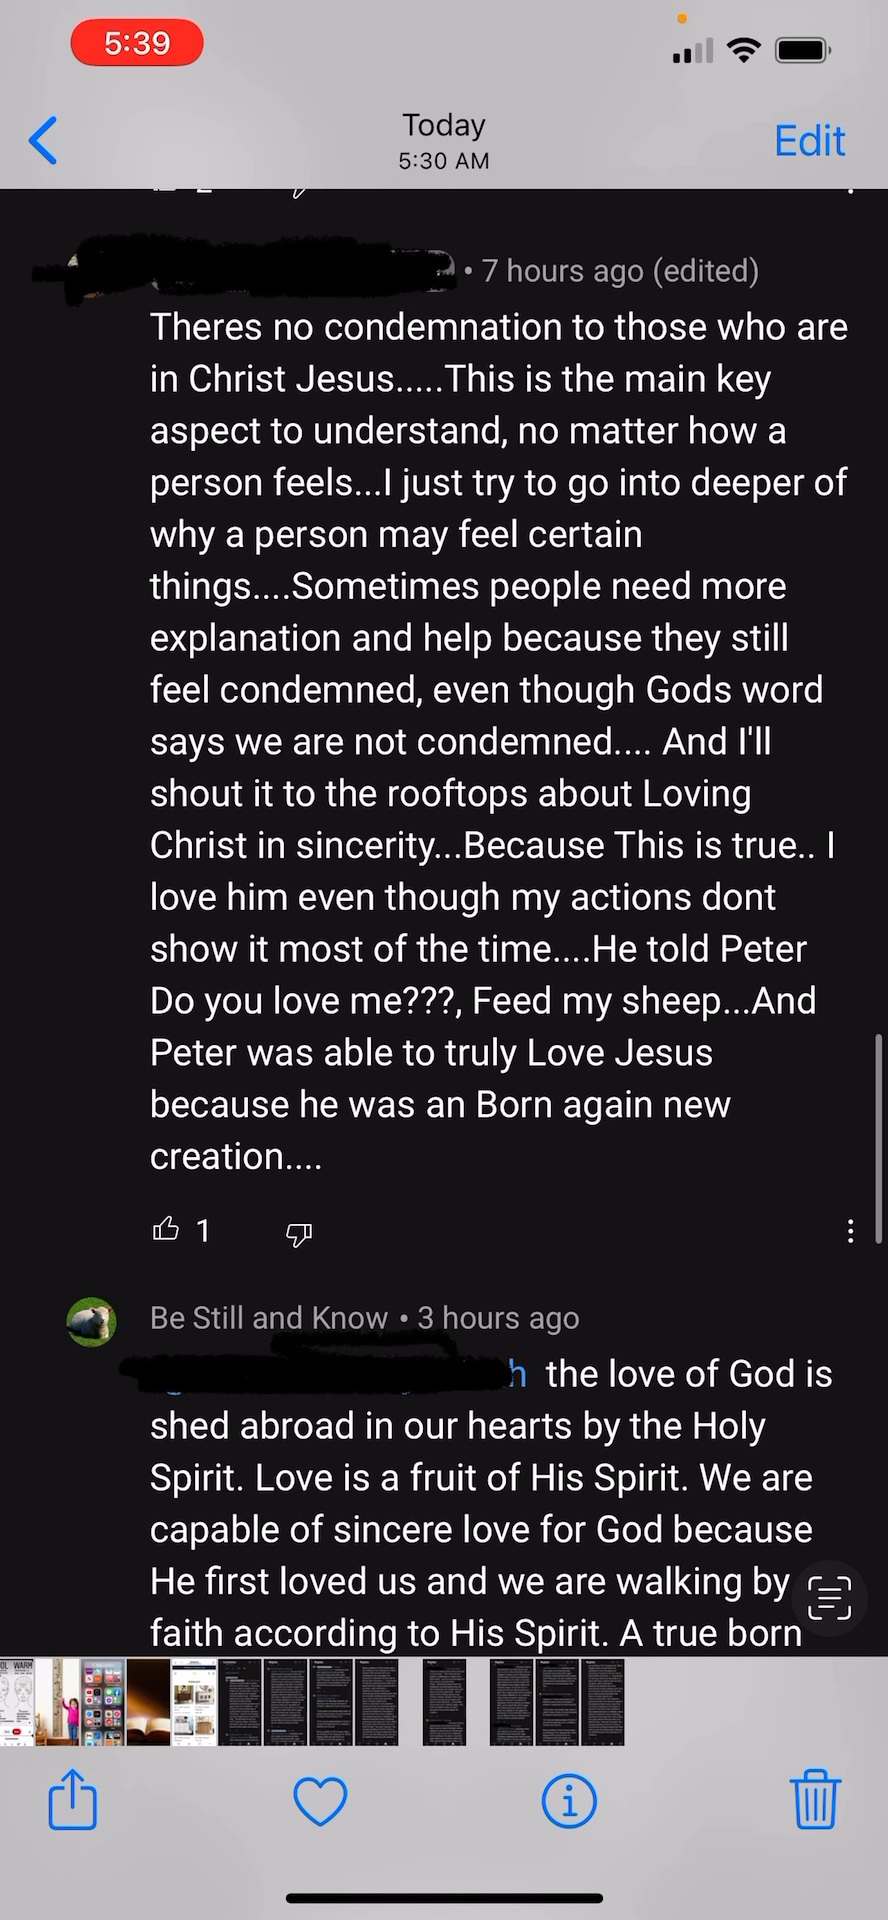 5:39
Today
5:30 AM
Edit
• 7 hours ago (edited)
Theres no condemnation to those who are
in Christ Jesus.....This is the main key
aspect to understand, no matter how a
person feels...I just try to go into deeper of
why a person may feel certain
things....Sometimes people need more
explanation and help because they still
feel condemned, even though Gods word
says we are not condemned.... And I'll
shout it to the rooftops about Loving
Christ in sincerity...Because This is true.. I
love him even though my actions dont
show it most of the time....He told Peter
Do you love me???, Feed my sheep...And
Peter was able to truly Love Jesus
because he was an Born again new
creation....
1
Be Still and Know • 3 hours ago
h the love of God is
shed abroad in our hearts by the Holy
Spirit. Love is a fruit of His Spirit. We are
capable of sincere love for God because
He first loved us and we are walking by
faith according to His Spirit. A true born
WARM